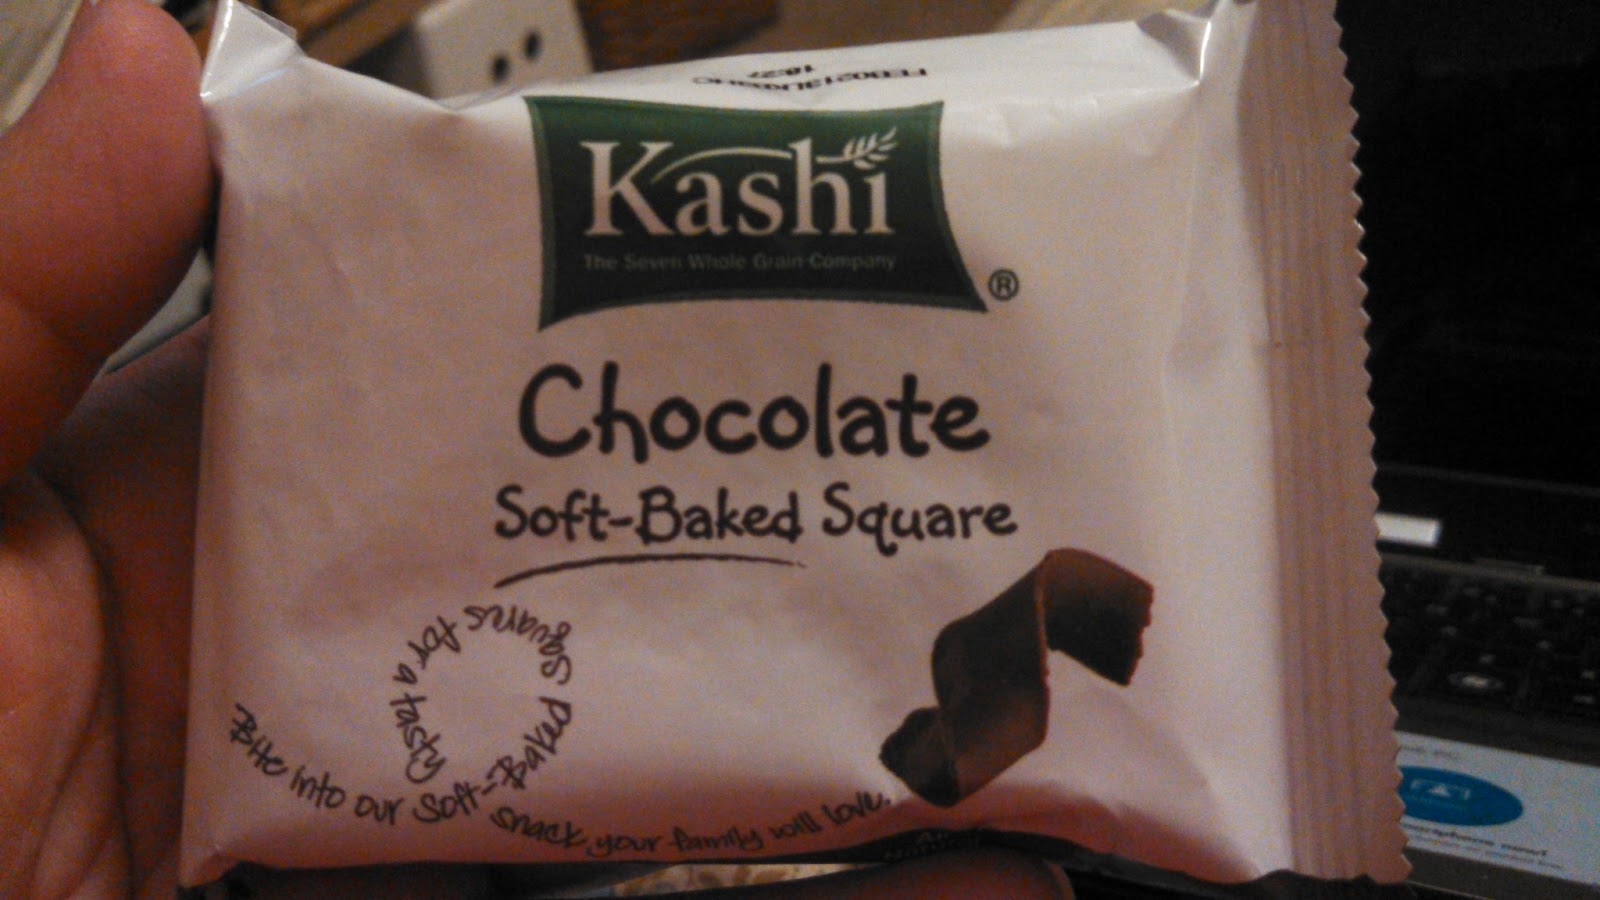 Kashi
The Seven Whole Grain Company
®
Chocolate
Soft-Baked Square
Bite into our Soft-Baked squares for a tasty snack, your family will love.